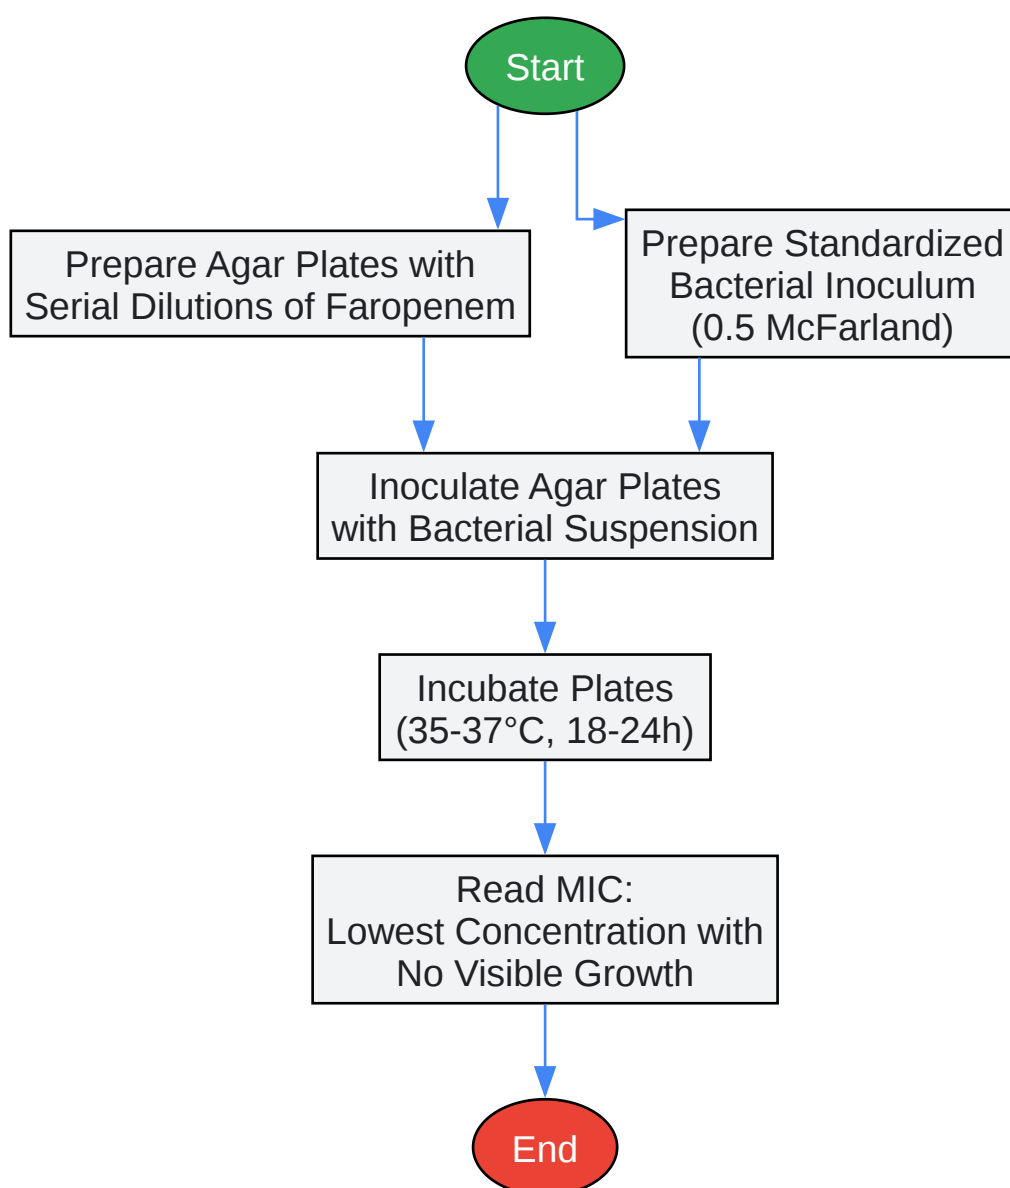 Start
Prepare Agar Plates with
Serial Dilutions of Faropenem
Prepare Standardized
Bacterial Inoculum
(0.5 McFarland)
Inoculate Agar Plates
with Bacterial Suspension
Incubate Plates
(35-37°C, 18-24h)
Read MIC:
Lowest Concentration with
No Visible Growth
End